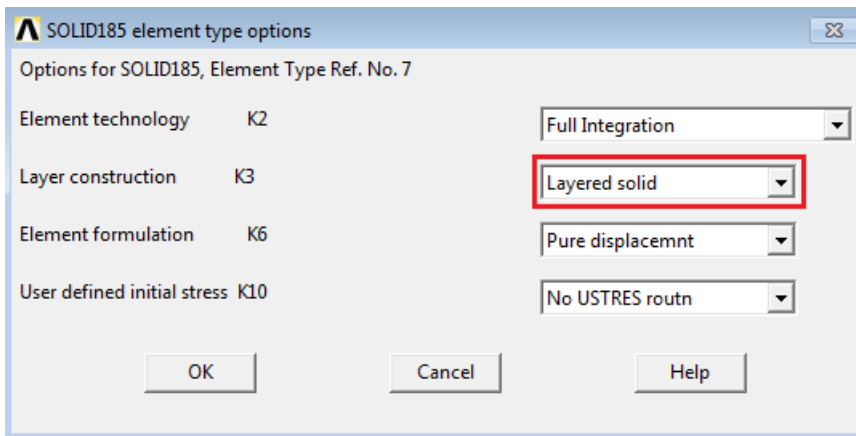 SOLID185 element type options
Options for SOLID185, Element Type Ref. No. 7
Element technology K2 Full Integration
Layer construction K3 Layered solid
Element formulation K6 Pure displacemnt
User defined initial stress K10 No USTRES routn
OK Cancel Help